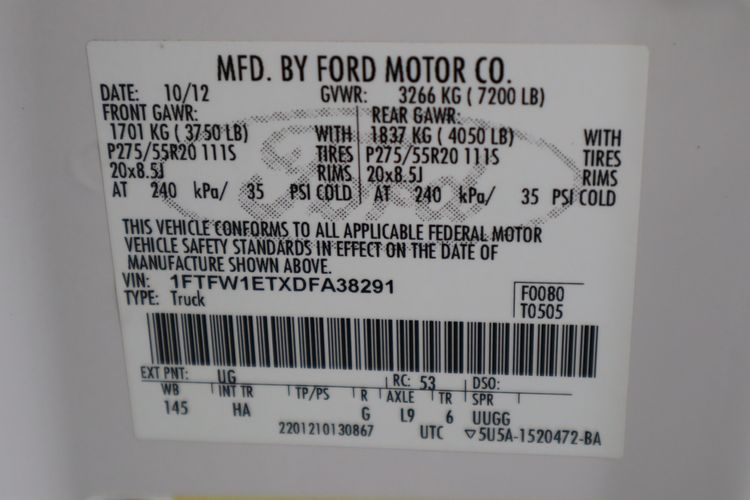 MFD. BY FORD MOTOR CO.
DATE: 10/12 GVWR: 3266 KG ( 7200 LB)
FRONT GAWR: REAR GAWR:
1701 KG ( 3750 LB) WITH 1837 KG ( 4050 LB) WITH
P275/55R20 111S TIRES P275/55R20 111S TIRES
20x8.5J RIMS 20x8.5J RIMS
AT 240 kPa/ 35 PSI COLD AT 240 kPa/ 35 PSI COLD
Ford
THIS VEHICLE CONFORMS TO ALL APPLICABLE FEDERAL MOTOR
VEHICLE SAFETY STANDARDS IN EFFECT ON THE DATE OF
MANUFACTURE SHOWN ABOVE.
VIN: 1FTFW1ETXDFA38291
TYPE: Truck
F0080
T0505
EXT PNT: UG RC: 53 DSO:
WB INT TR TP/PS R AXLE TR SPR
145 HA G L9 6 UUGG
2201210130867 UTC ▽5U5A-1520472-BA